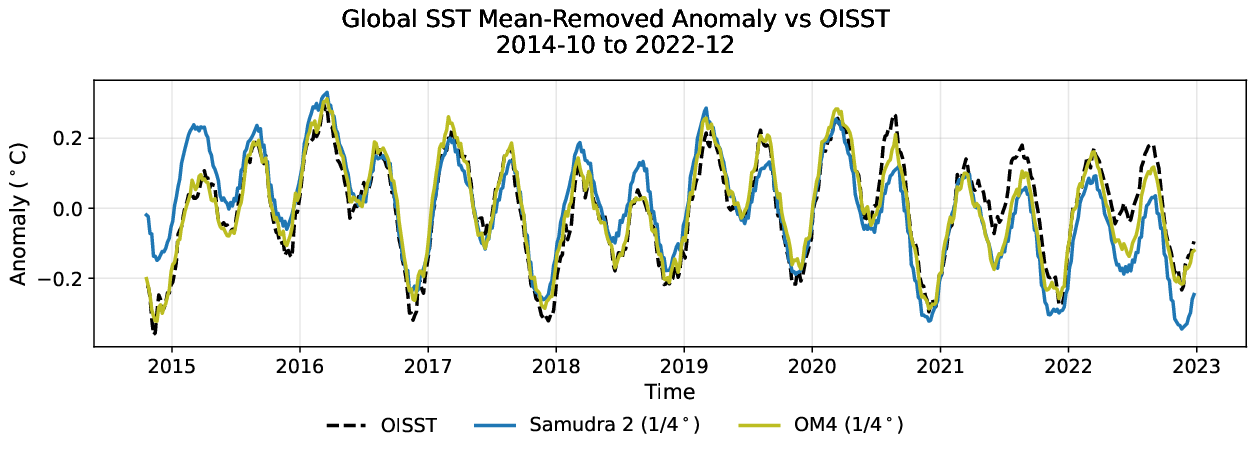 Global SST Mean-Removed Anomaly vs OISST
2014-10 to 2022-12
Anomaly (°C)
0.2
0.0
−0.2
2015 2016 2017 2018 2019 2020 2021 2022 2023
Time
OISST Samudra 2 (1/4°) OM4 (1/4°)